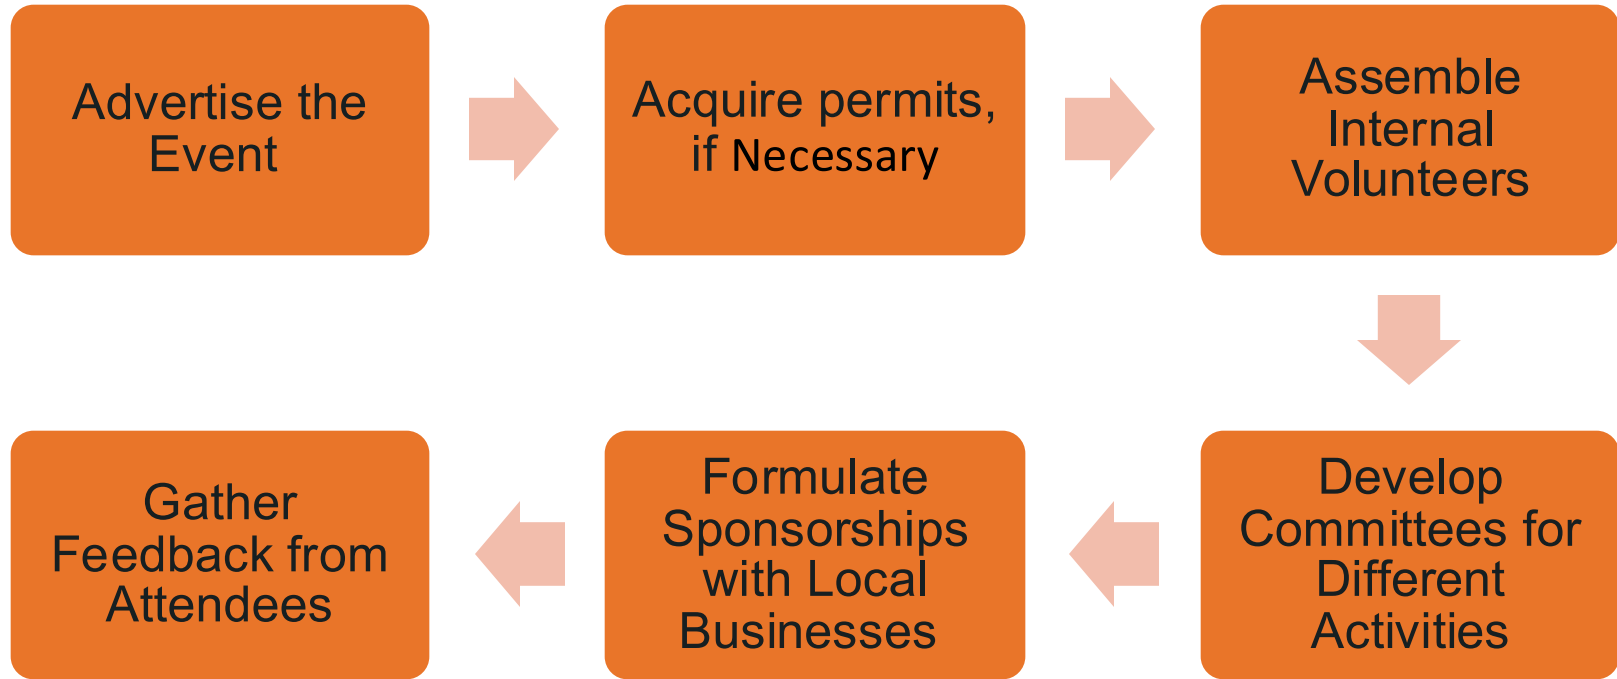 Advertise the
Event
Acquire permits,
if Necessary
Assemble
Internal
Volunteers
Develop
Committees for
Different
Activities
Formulate
Sponsorships
with Local
Businesses
Gather
Feedback from
Attendees